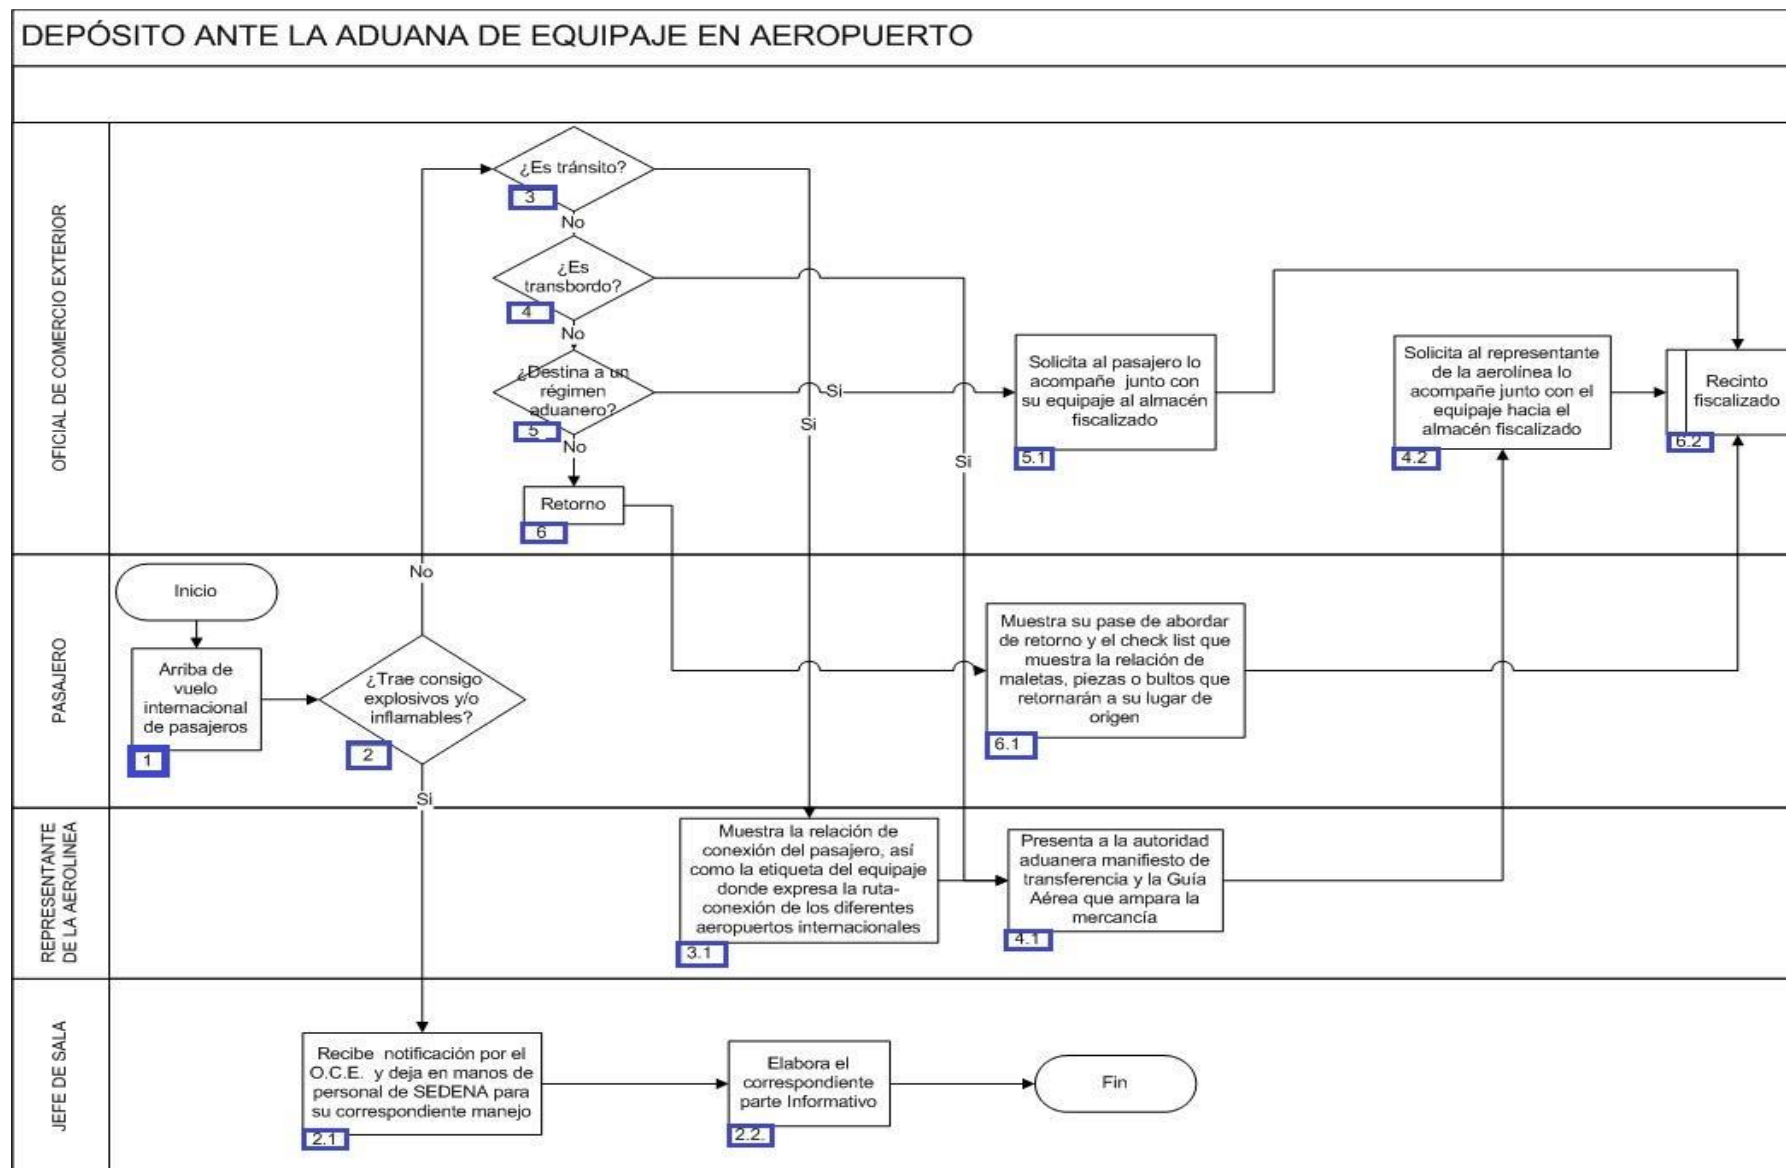 DEPÓSITO ANTE LA ADUANA DE EQUIPAJE EN AEROPUERTO
OFICIAL DE COMERCIO EXTERIOR
¿Es tránsito?
3
No
¿Es
transbordo?
4
No
¿Destina a un
régimen
aduanero?
5
No
Retorno
6
Si
Si
Si
Solicita al pasajero lo
acompañe junto con
su equipaje al almacén
fiscalizado
5.1
Solicita al representante
de la aerolínea lo
acompañe junto con el
equipaje hacia el
almacén fiscalizado
4.2
Recinto
fiscalizado
6.2
PASAJERO
Inicio
Arriba de
vuelo
internacional
de pasajeros
1
No
¿Trae consigo
explosivos y/o
inflamables?
2
Si
Muestra su pase de abordar
de retorno y el check list que
muestra la relación de
maletas, piezas o bultos que
retornarán a su lugar de
origen
6.1
REPRESENTANTE
DE LA AEROLINEA
Muestra la relación de
conexión del pasajero, así
como la etiqueta del equipaje
donde expresa la ruta-
conexión de los diferentes
aeropuertos internacionales
3.1
Presenta a la autoridad
aduanera manifiesto de
transferencia y la Guía
Aérea que ampara la
mercancía
4.1
JEFE DE SALA
Recibe notificación por el
O.C.E. y deja en manos de
personal de SEDENA para
su correspondiente manejo
2.1
Elabora el
correspondiente
parte Informativo
2.2.
Fin